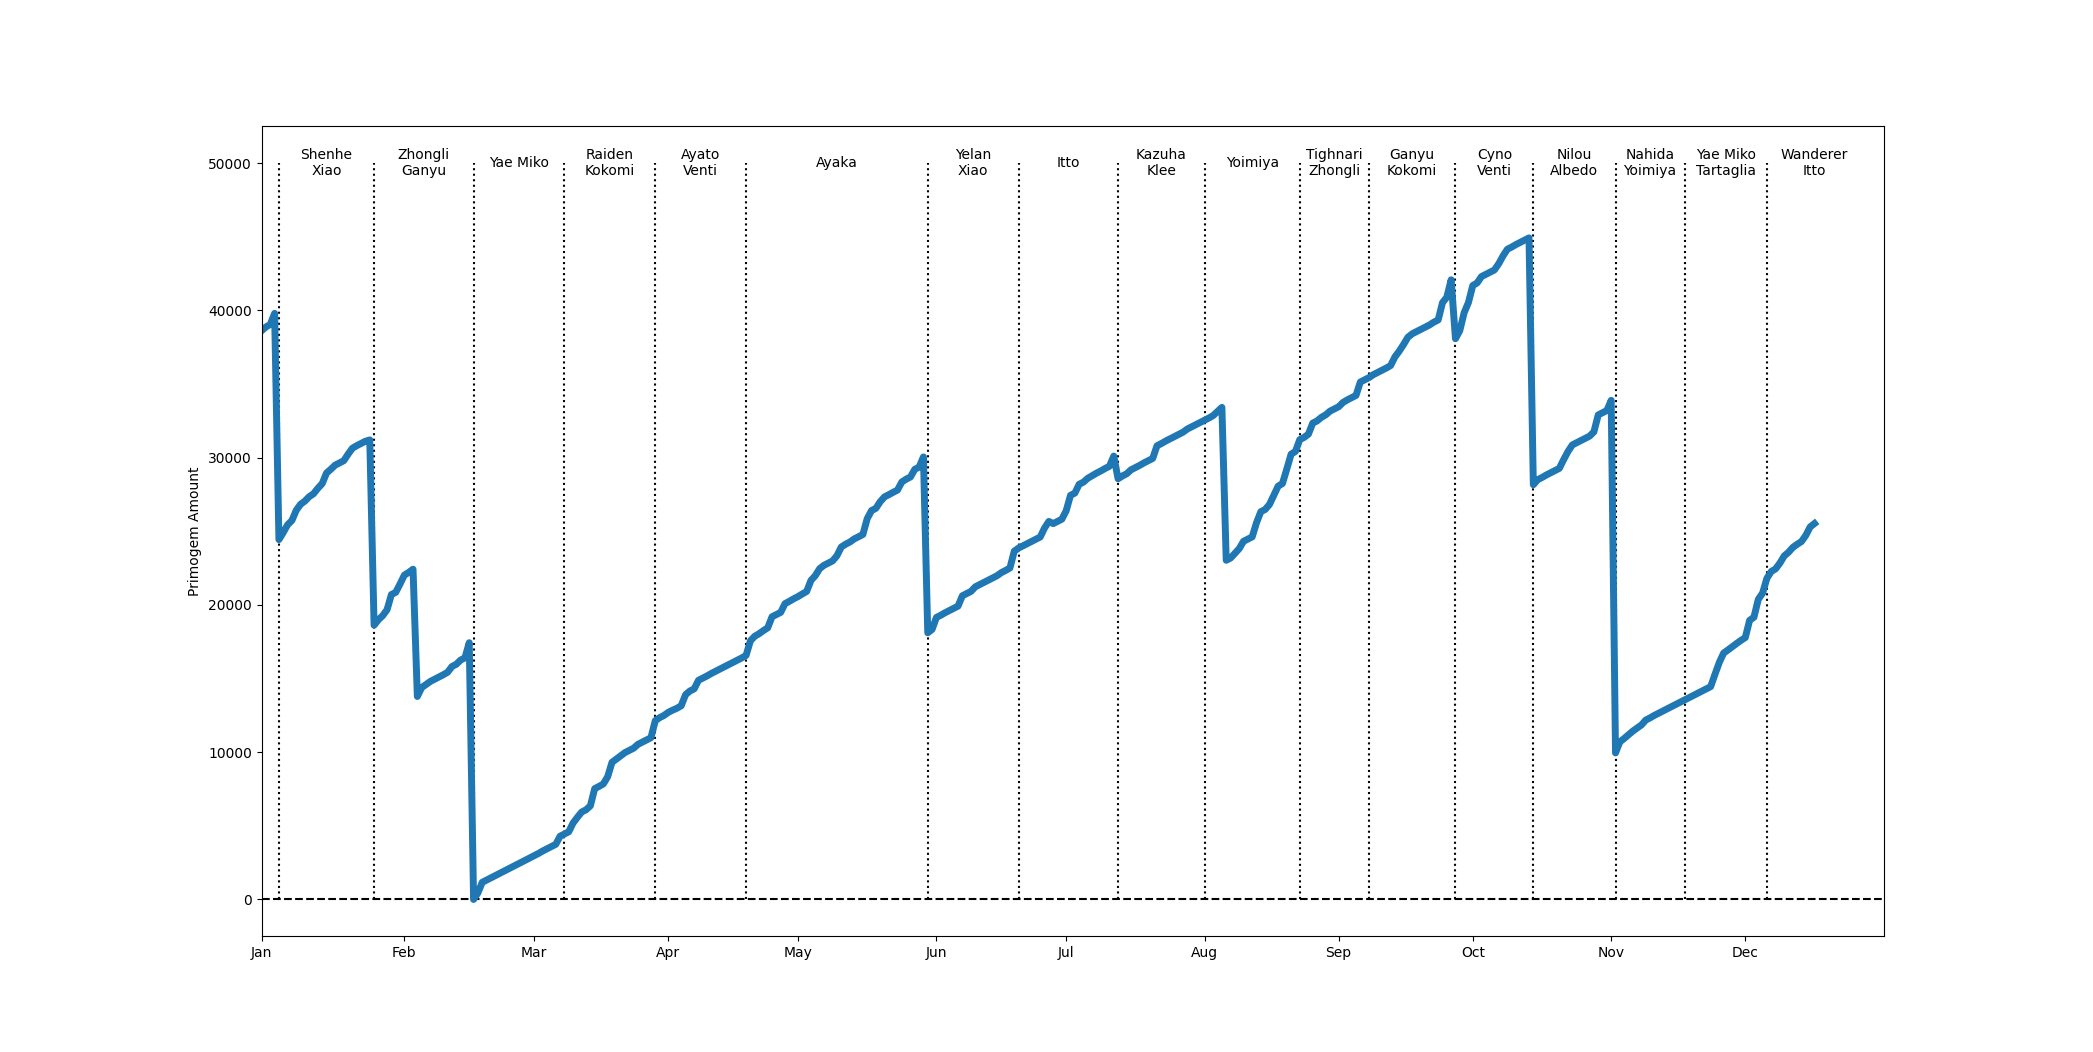 Shenhe
Xiao
Zhongli
Ganyu
Yae Miko
Raiden
Kokomi
Ayato
Venti
Ayaka
Yelan
Xiao
Itto
Kazuha
Klee
Yoimiya
Tighnari
Zhongli
Ganyu
Kokomi
Cyno
Venti
Nilou
Albedo
Nahida
Yoimiya
Yae Miko
Tartaglia
Wanderer
Itto
50000
40000
30000
20000
10000
0
Primogem Amount
Jan
Feb
Mar
Apr
May
Jun
Jul
Aug
Sep
Oct
Nov
Dec